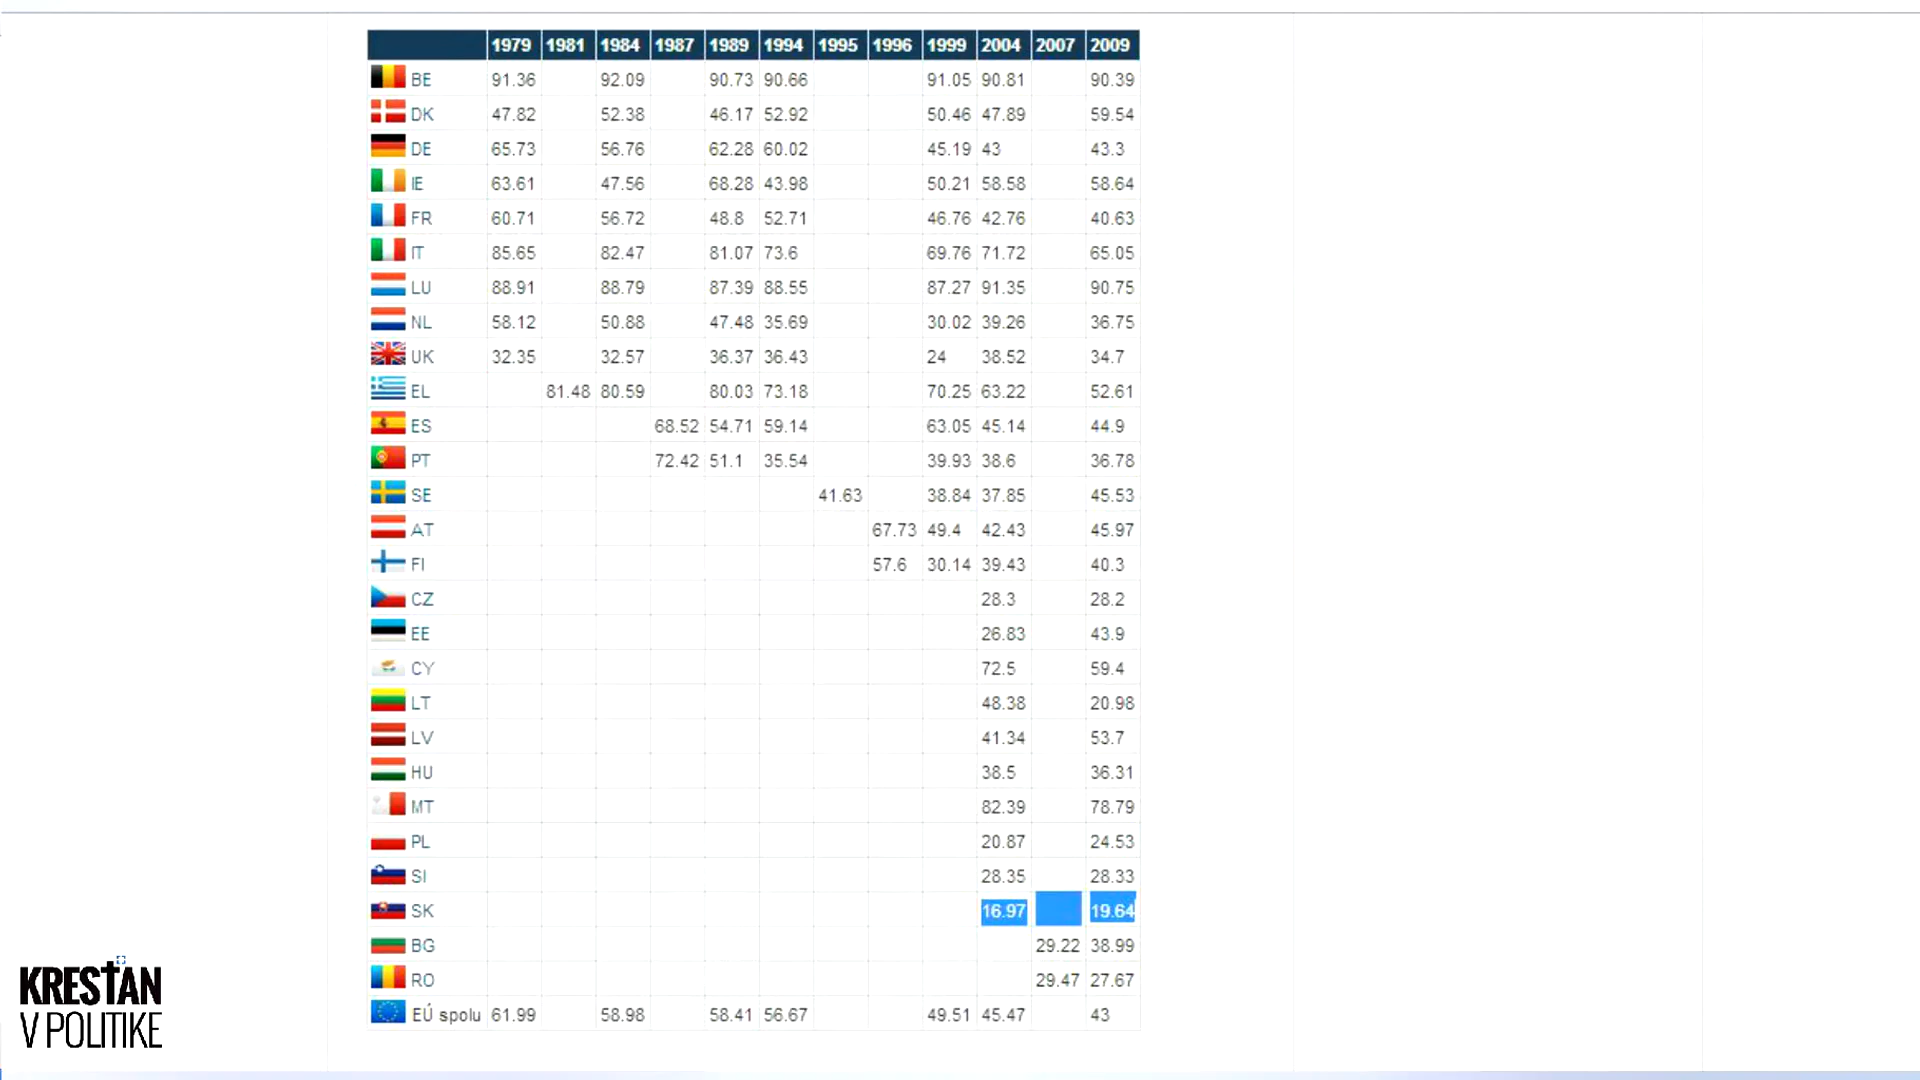 1979 1981 1984 1987 1989 1994 1995 1996 1999 2004 2007 2009
BE 91.36 92.09 90.73 90.66 91.05 90.81 90.39
DK 47.82 52.38 46.17 52.92 50.46 47.89 59.54
DE 65.73 56.76 62.28 60.02 45.19 43 43.3
IE 63.61 47.56 68.28 43.98 50.21 58.58 58.64
FR 60.71 56.72 48.8 52.71 46.76 42.76 40.63
IT 85.65 82.47 81.07 73.6 69.76 71.72 65.05
LU 88.91 88.79 87.39 88.55 87.27 91.35 90.75
NL 58.12 50.88 47.48 35.69 30.02 39.26 36.75
UK 32.35 32.57 36.37 36.43 24 38.52 34.7
EL 81.48 80.59 80.03 73.18 70.25 63.22 52.61
ES 68.52 54.71 59.14 63.05 45.14 44.9
PT 72.42 51.1 35.54 39.93 38.6 36.78
SE 41.63 38.84 37.85 45.53
AT 67.73 49.4 42.43 45.97
FI 57.6 30.14 39.43 40.3
CZ 28.3 28.2
EE 26.83 43.9
CY 72.5 59.4
LT 48.38 20.98
LV 41.34 53.7
HU 38.5 36.31
MT 82.39 78.79
PL 20.87 24.53
SI 28.35 28.33
SK 16.97 19.64
BG 29.22 38.99
RO 29.47 27.67
EÚ spolu 61.99 58.98 58.41 56.67 49.51 45.47 43
KRESŤAN
V POLITIKE